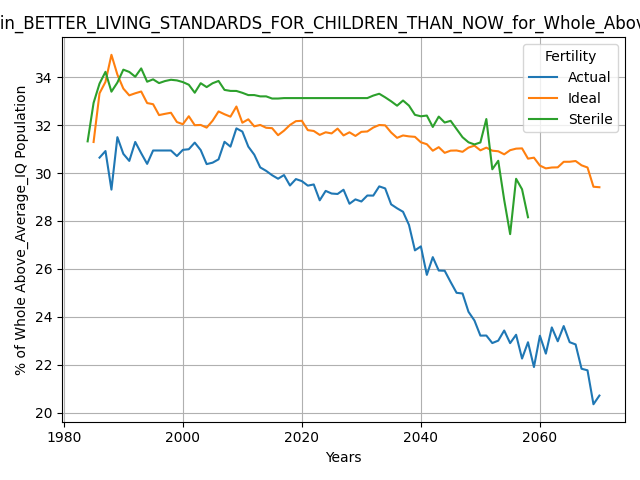 in_BETTER_LIVING_STANDARDS_FOR_CHILDREN_THAN_NOW_for_Whole_Abov
Fertility
Actual
Ideal
Sterile
% of Whole Above_Average_IQ Population
34
32
30
28
26
24
22
20
1980 2000 2020 2040 2060
Years